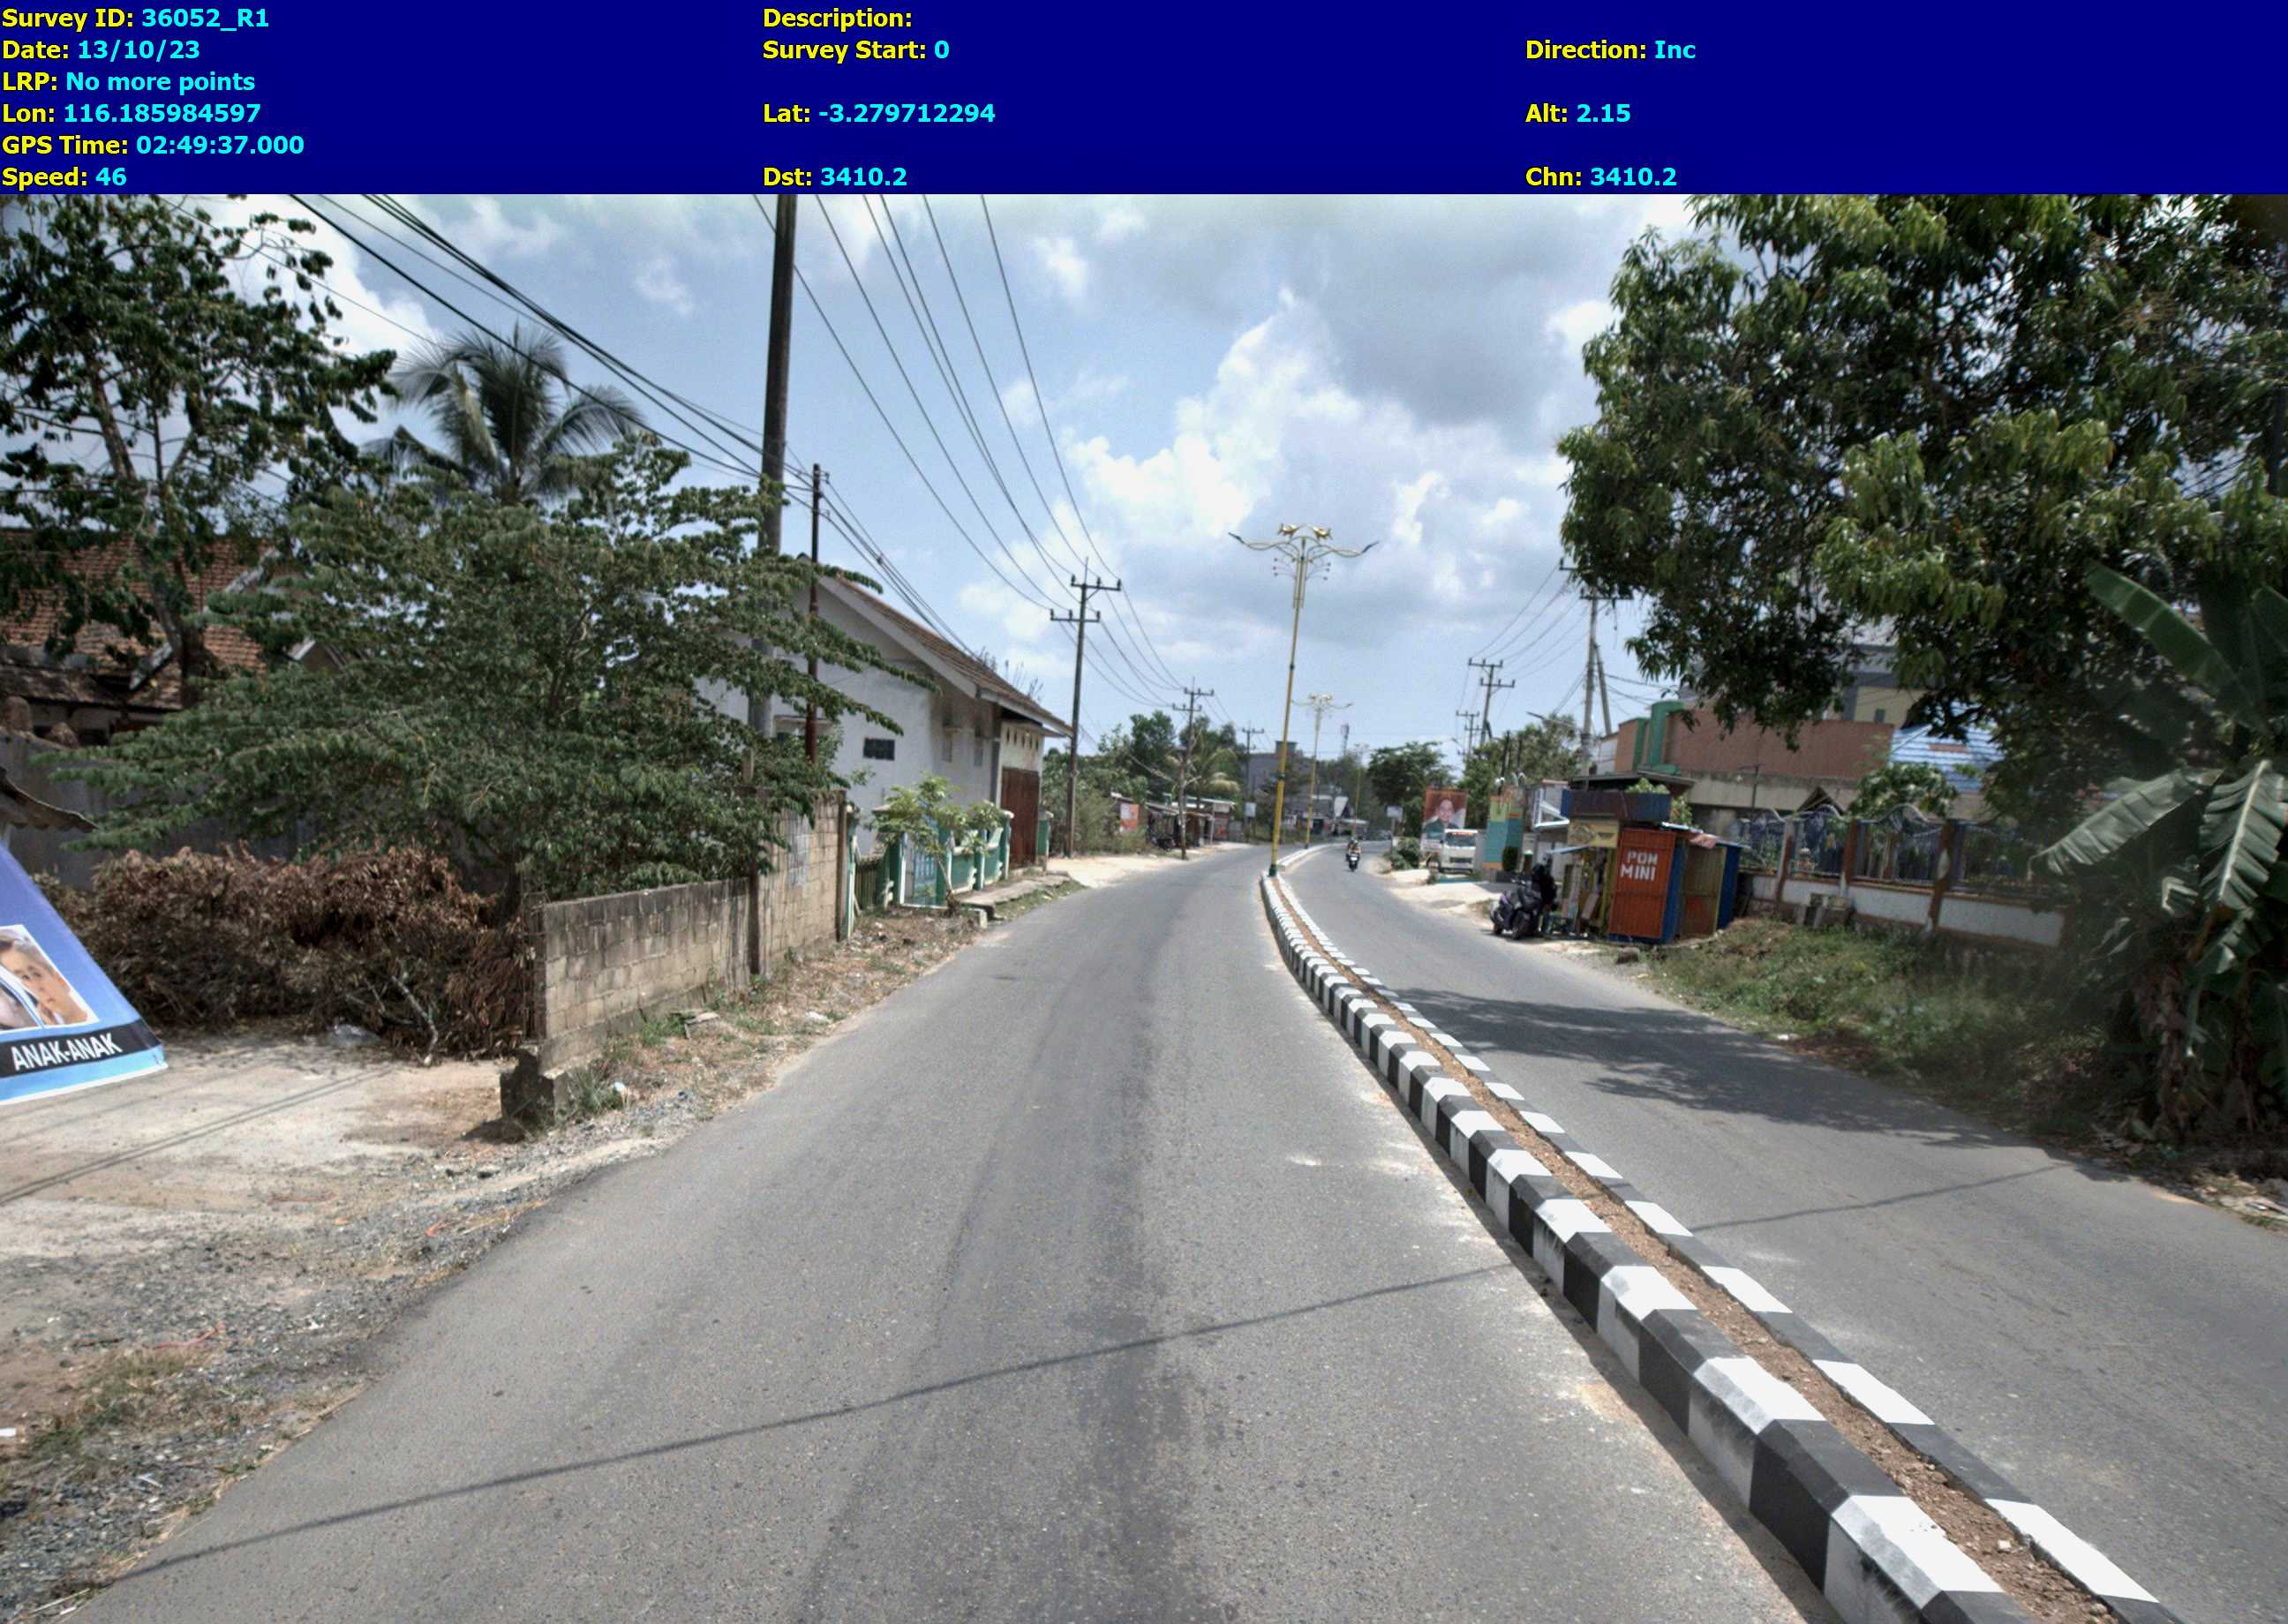 Survey ID: 36052_R1
Description:
Date: 13/10/23
Survey Start: 0
Direction: Inc
LRP: No more points
Lon: 116.185984597
Lat: -3.279712294
Alt: 2.15
GPS Time: 02:49:37.000
Speed: 46
Dst: 3410.2
Chn: 3410.2
POM
MINI
ANAK-ANAK